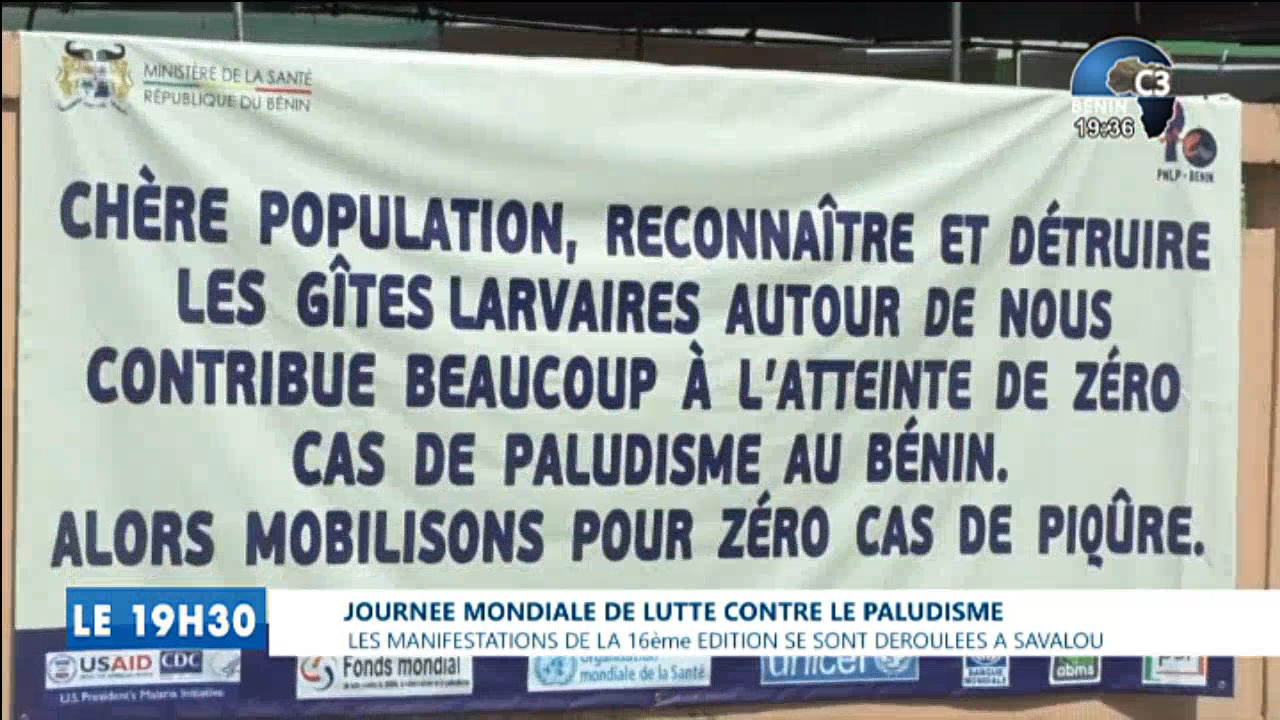 MINISTÈRE DE LA SANTÉ
RÉPUBLIQUE DU BÉNIN
C3
BENIN
19:36
PNLP - BENIN
CHÈRE POPULATION, RECONNAÎTRE ET DÉTRUIRE
LES GÎTES LARVAIRES AUTOUR DE NOUS
CONTRIBUE BEAUCOUP À L'ATTEINTE DE ZÉRO
CAS DE PALUDISME AU BÉNIN.
ALORS MOBILISONS POUR ZÉRO CAS DE PIQÛRE.
LE 19H30
JOURNEE MONDIALE DE LUTTE CONTRE LE PALUDISME
LES MANIFESTATIONS DE LA 16ème EDITION SE SONT DEROULEES A SAVALOU
USAID CDC
U.S. President's Malaria Initiative
Fonds mondial
Organisation
mondiale de la Santé
unicef
BANQUE
MONDIALE
abms
psi